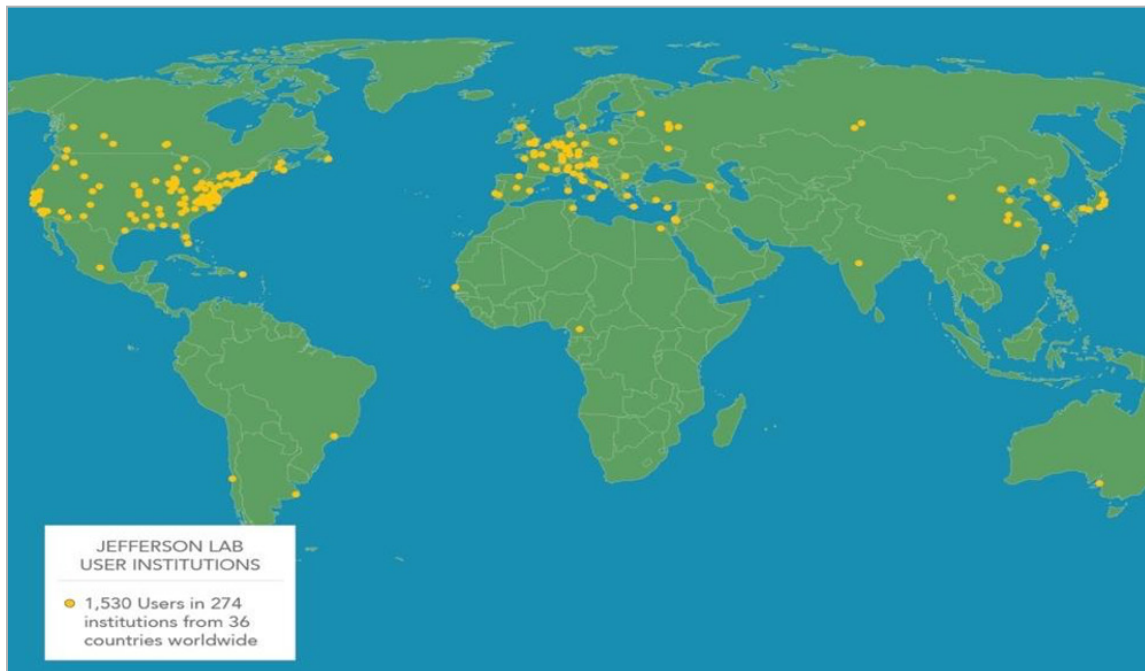 JEFFERSON LAB
USER INSTITUTIONS
1,530 Users in 274
institutions from 36
countries worldwide